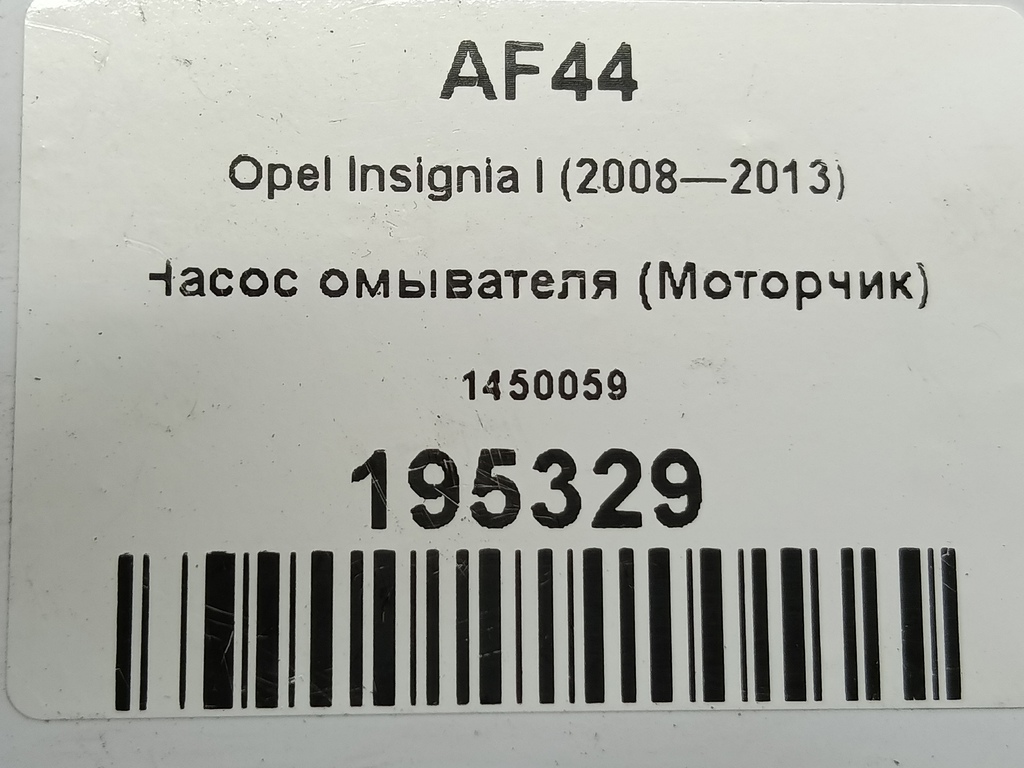 AF44
Opel Insignia I (2008—2013)
Насос омывателя (Моторчик)
1450059
195329